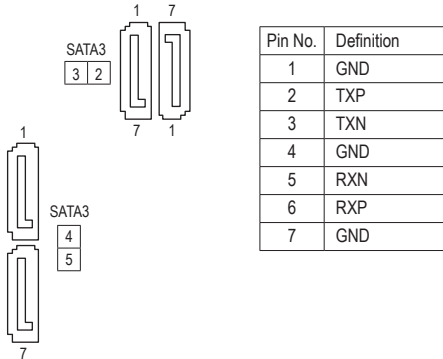 1 7
SATA3
3 2
7 1
1
SATA3
4
5
7
Pin No. Definition
1 GND
2 TXP
3 TXN
4 GND
5 RXN
6 RXP
7 GND